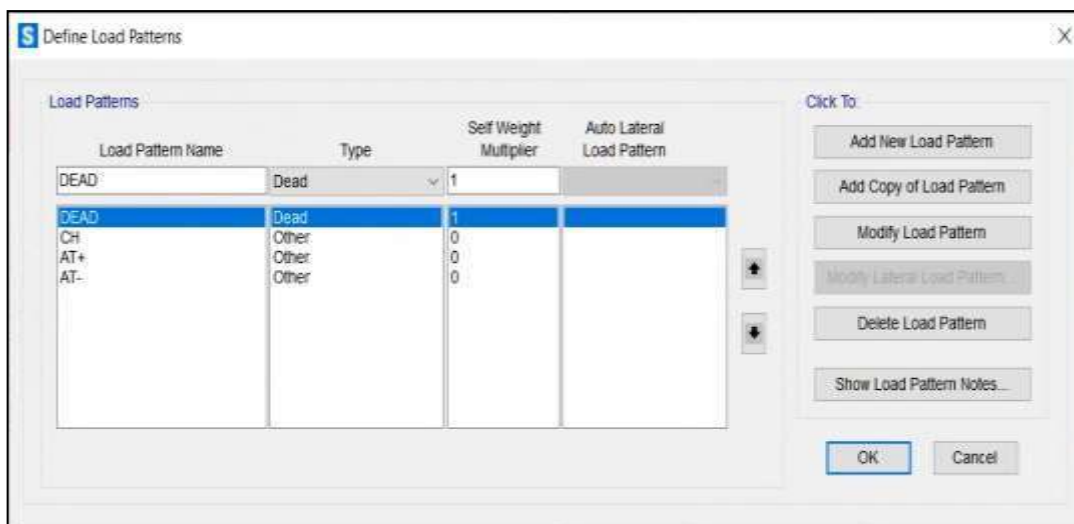 S Define Load Patterns X
Load Patterns
Click To:
Load Pattern Name Type Self Weight Multiplier Auto Lateral Load Pattern
DEAD Dead 1
DEAD Dead 1
CH Other 0
AT+ Other 0
AT- Other 0
Add New Load Pattern
Add Copy of Load Pattern
Modify Load Pattern
Modify Lateral Load Pattern...
Delete Load Pattern
Show Load Pattern Notes...
OK Cancel